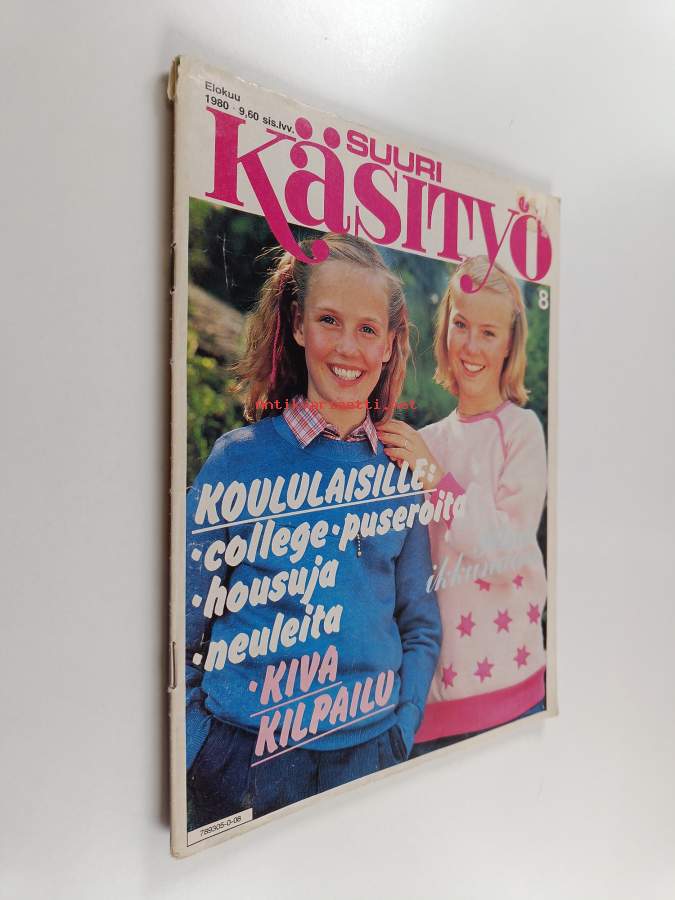 Elokuu
1980 · 9,60 sis.lvv.
SUURI
KÄSITYÖ
8
antikvariaatti.net
KOULULAISILLE:
·college·puseroita
·housuja
·neuleita
·KIVA
KILPAILU
789305-0-08